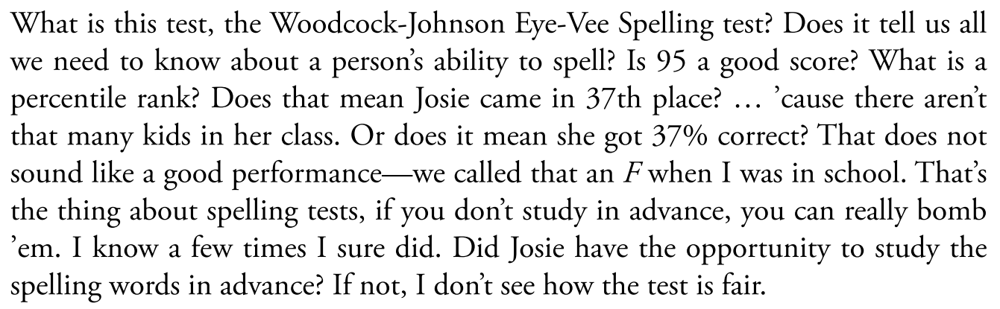 What is this test, the Woodcock-Johnson Eye-Vee Spelling test? Does it tell us all
we need to know about a person’s ability to spell? Is 95 a good score? What is a
percentile rank? Does that mean Josie came in 37th place? … ’cause there aren’t
that many kids in her class. Or does it mean she got 37% correct? That does not
sound like a good performance—we called that an F when I was in school. That’s
the thing about spelling tests, if you don’t study in advance, you can really bomb
’em. I know a few times I sure did. Did Josie have the opportunity to study the
spelling words in advance? If not, I don’t see how the test is fair.